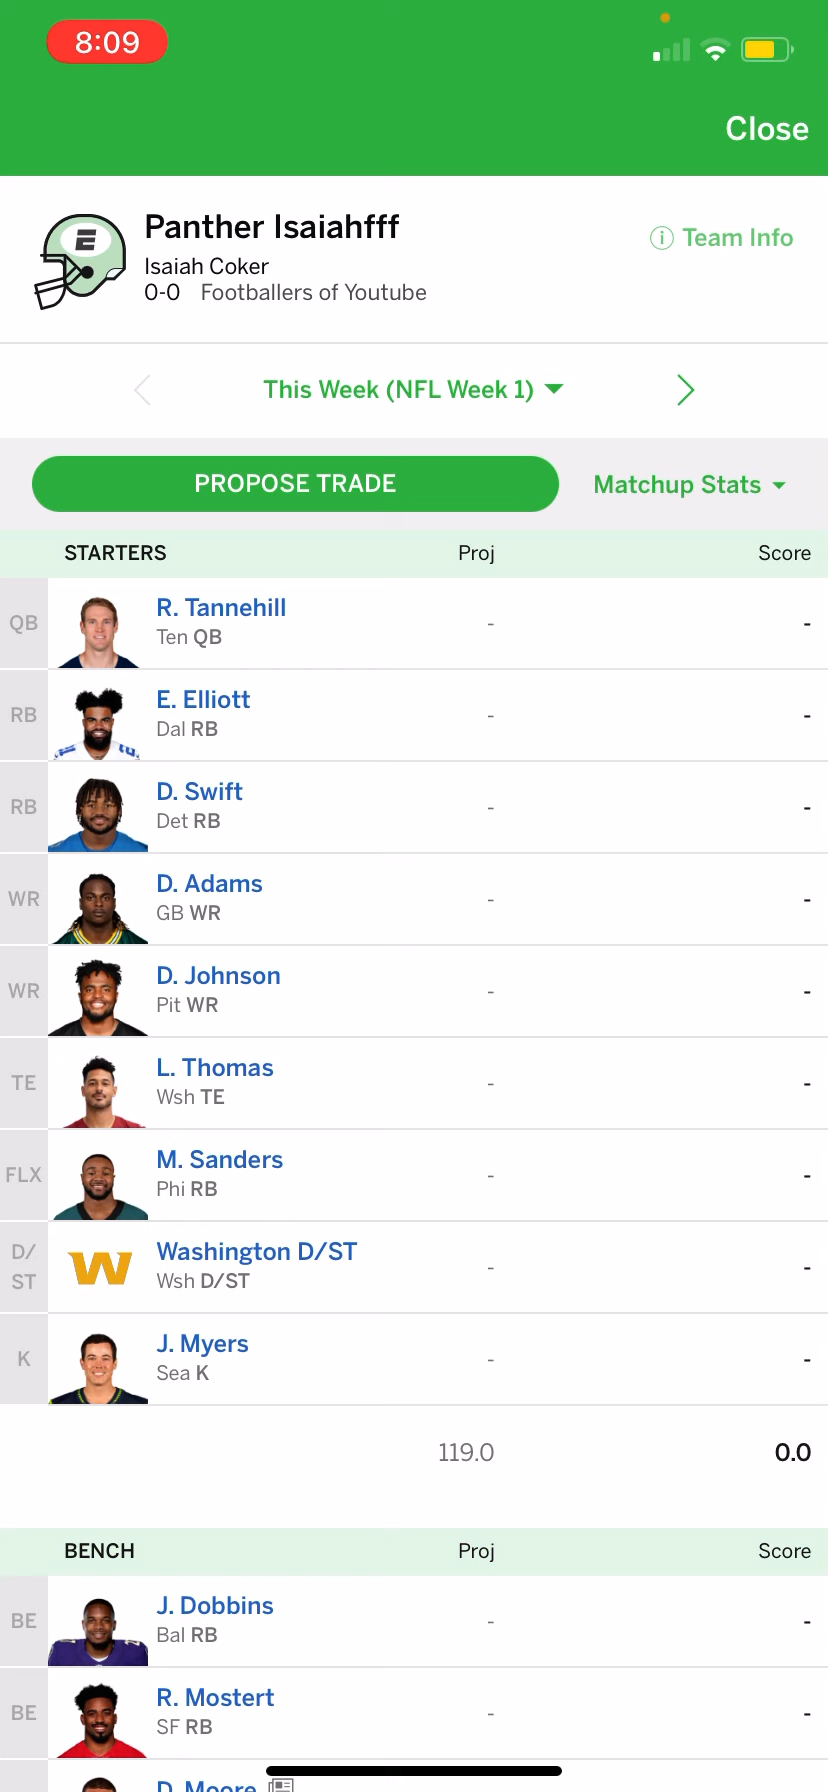 8:09
Close
Panther Isaiahfff
Isaiah Coker
0-0 Footballers of Youtube
Team Info
This Week (NFL Week 1)
PROPOSE TRADE
Matchup Stats
STARTERS Proj Score
QB R. Tannehill
Ten QB
- -
RB E. Elliott
Dal RB
- -
RB D. Swift
Det RB
- -
WR D. Adams
GB WR
- -
WR D. Johnson
Pit WR
- -
TE L. Thomas
Wsh TE
- -
FLX M. Sanders
Phi RB
- -
D/
ST
W
Washington D/ST
Wsh D/ST
- -
K J. Myers
Sea K
- -
119.0 0.0
BENCH Proj Score
BE J. Dobbins
Bal RB
- -
BE R. Mostert
SF RB
- -
D. Moore